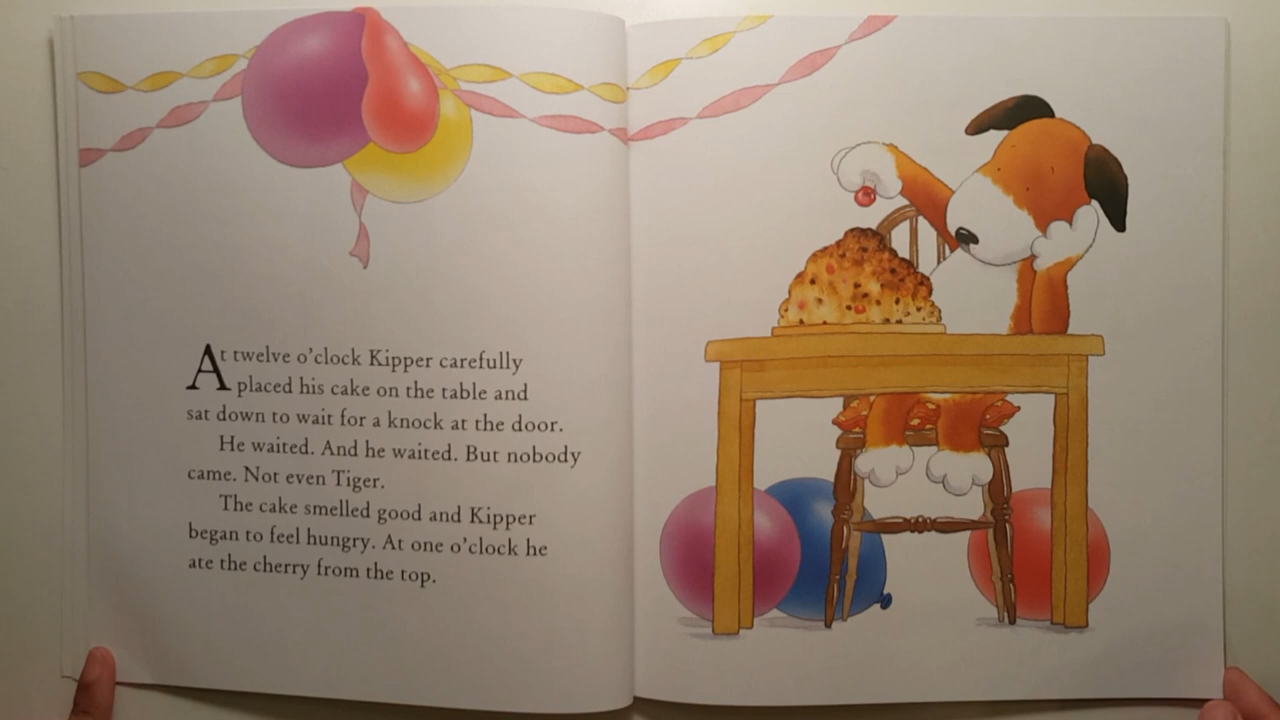 At twelve o'clock Kipper carefully
placed his cake on the table and
sat down to wait for a knock at the door.
He waited. And he waited. But nobody
came. Not even Tiger.
The cake smelled good and Kipper
began to feel hungry. At one o'clock he
ate the cherry from the top.